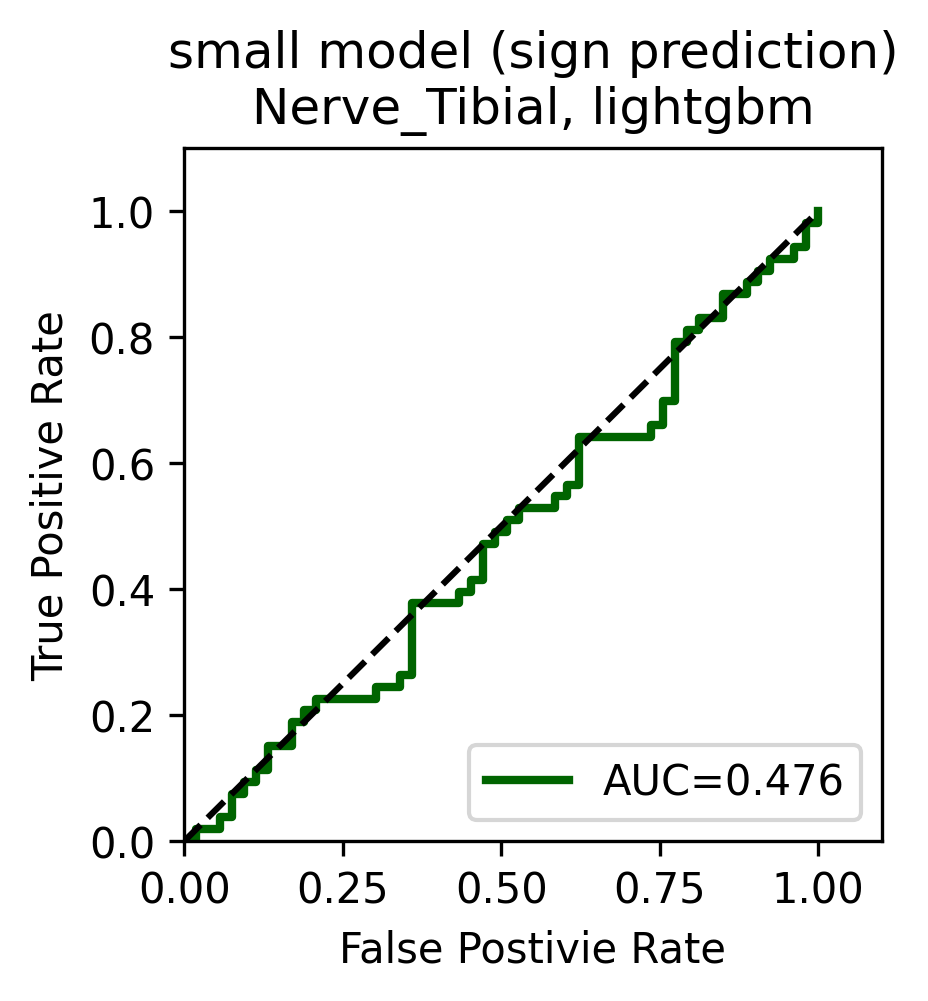 small model (sign prediction)
Nerve_Tibial, lightgbm
True Positive Rate
1.0
0.8
0.6
0.4
0.2
0.0
AUC=0.476
0.00 0.25 0.50 0.75 1.00
False Postivie Rate